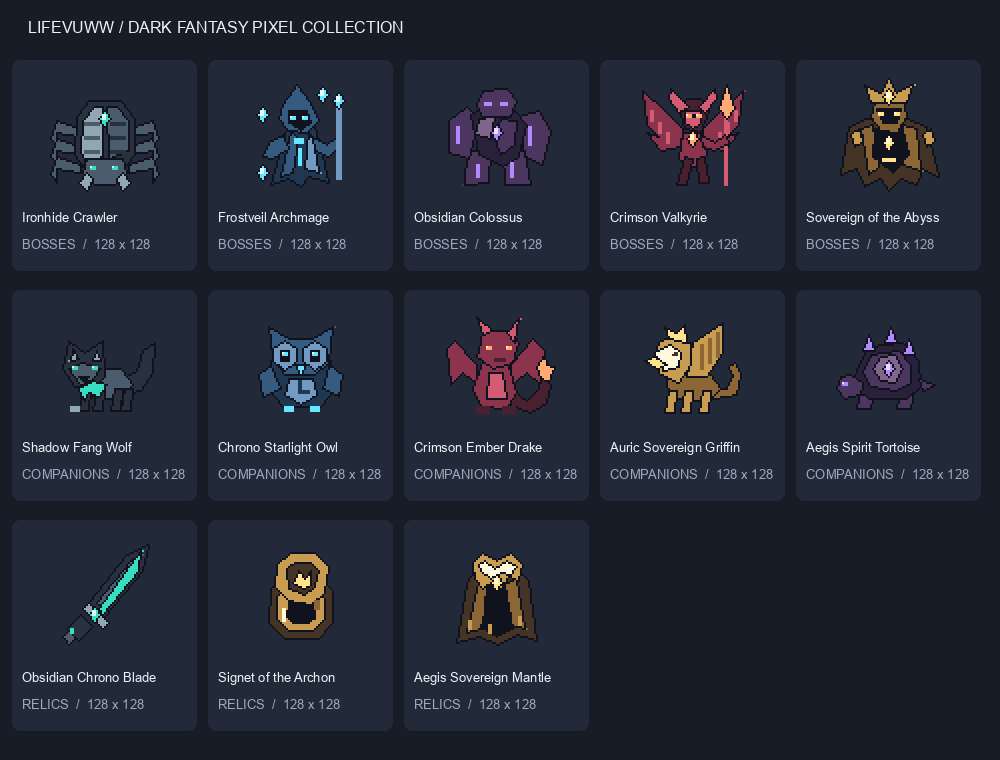 LIFEVUWW / DARK FANTASY PIXEL COLLECTION
Ironhide Crawler
BOSSES / 128 x 128
Frostveil Archmage
BOSSES / 128 x 128
Obsidian Colossus
BOSSES / 128 x 128
Crimson Valkyrie
BOSSES / 128 x 128
Sovereign of the Abyss
BOSSES / 128 x 128
Shadow Fang Wolf
COMPANIONS / 128 x 128
Chrono Starlight Owl
COMPANIONS / 128 x 128
Crimson Ember Drake
COMPANIONS / 128 x 128
Auric Sovereign Griffin
COMPANIONS / 128 x 128
Aegis Spirit Tortoise
COMPANIONS / 128 x 128
Obsidian Chrono Blade
RELICS / 128 x 128
Signet of the Archon
RELICS / 128 x 128
Aegis Sovereign Mantle
RELICS / 128 x 128